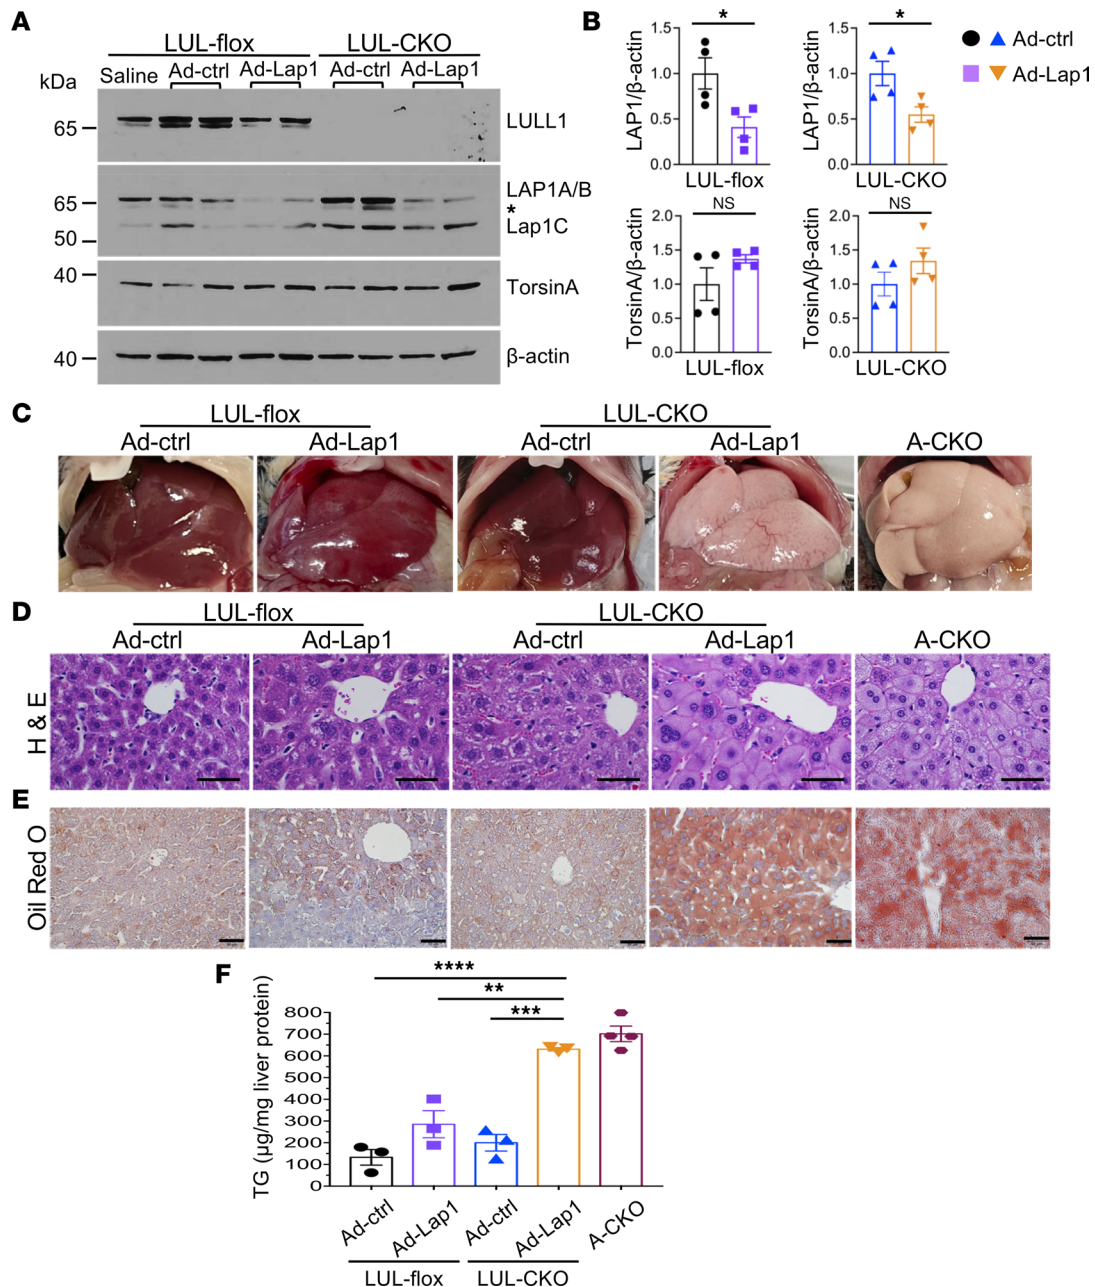 A
LUL-flox LUL-CKO
kDa Saline Ad-ctrl Ad-Lap1 Ad-ctrl Ad-Lap1
65 LULL1
65 LAP1A/B
*
50 Lap1C
40 TorsinA
40 β-actin
B
* *
LAP1/β-actin
1.5
1.0
0.5
0.0
LUL-flox
LAP1/β-actin
1.5
1.0
0.5
0.0
LUL-CKO
Ad-ctrl
Ad-Lap1
NS NS
TorsinA/β-actin
2.0
1.5
1.0
0.5
0.0
LUL-flox
TorsinA/β-actin
2.0
1.5
1.0
0.5
0.0
LUL-CKO
C
LUL-flox LUL-CKO
Ad-ctrl Ad-Lap1 Ad-ctrl Ad-Lap1 A-CKO
D
LUL-flox LUL-CKO
Ad-ctrl Ad-Lap1 Ad-ctrl Ad-Lap1 A-CKO
H & E
E
Oil Red O
F
****
**
***
TG (µg/mg liver protein)
800
700
600
500
400
300
200
100
0
Ad-ctrl Ad-Lap1 Ad-ctrl Ad-Lap1 A-CKO
LUL-flox LUL-CKO